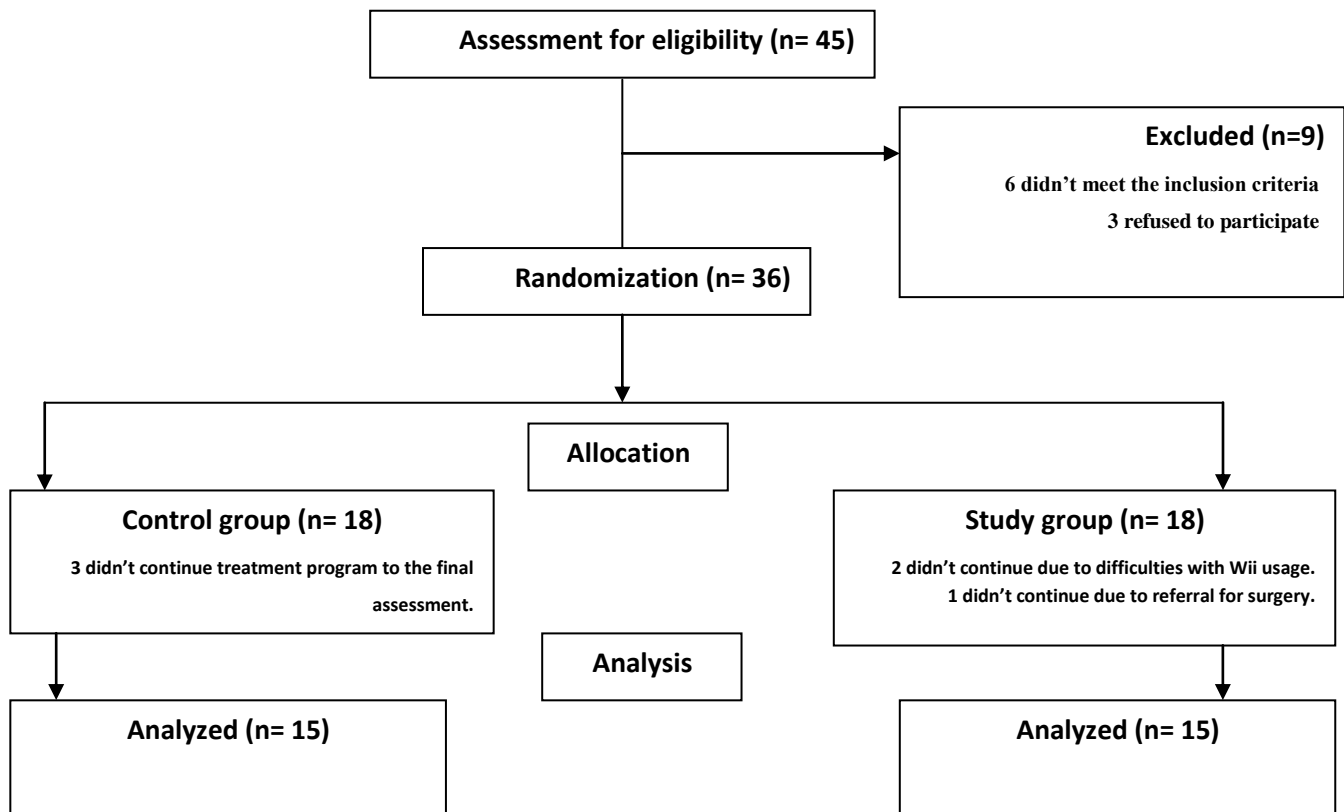 Assessment for eligibility (n= 45)
Excluded (n=9)
6 didn’t meet the inclusion criteria
3 refused to participate
Randomization (n= 36)
Allocation
Control group (n= 18)
3 didn’t continue treatment program to the final
assessment.
Study group (n= 18)
2 didn’t continue due to difficulties with Wii usage.
1 didn’t continue due to referral for surgery.
Analysis
Analyzed (n= 15)
Analyzed (n= 15)